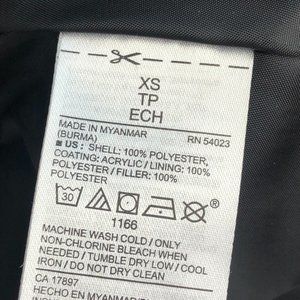 XS
TP
ECH
MADE IN MYANMAR RN 54023
(BURMA)
■ US : SHELL: 100% POLYESTER,
COATING: ACRYLIC / LINING: 100%
POLYESTER / FILLER: 100%
POLYESTER
30
1166
MACHINE WASH COLD / ONLY
NON-CHLORINE BLEACH WHEN
NEEDED / TUMBLE DRY LOW / COOL
IRON / DO NOT DRY CLEAN
CA 17897
HECHO EN MYANMAR